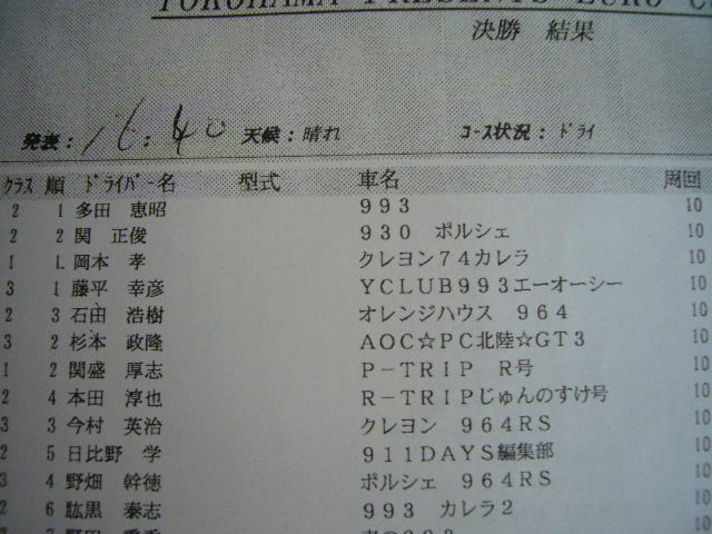 YOKOHAMA PRESENTS EURO C
決勝 結果
発表：16:40 天候：晴れ ｺｰｽ状況：ﾄﾞﾗｲ
ｸﾗｽ 順 ﾄﾞﾗｲﾊﾞｰ名 型式 車名 周回
2 1 多田 恵昭 ９９３ 10
2 2 関 正俊 ９３０ ポルシェ 10
1 1 岡本 孝 クレヨン７４カレラ 10
3 1 藤平 幸彦 ＹＣＬＵＢ９９３エーオーシー 10
2 3 石田 浩樹 オレンジハウス ９６４ 10
3 2 杉本 政隆 ＡＯＣ☆ＰＣ北陸☆ＧＴ３ 10
1 2 関盛 厚志 Ｐ－ＴＲＩＰ Ｒ号 10
2 4 本田 淳也 Ｒ－ＴＲＩＰじゅんのすけ号 10
3 3 今村 英治 クレヨン ９６４ＲＳ 10
2 5 日比野 学 ９１１ＤＡＹＳ編集部 10
3 4 野畑 幹徳 ポルシェ ９６４ＲＳ 10
2 6 肱黒 泰志 ９９３ カレラ２ 10